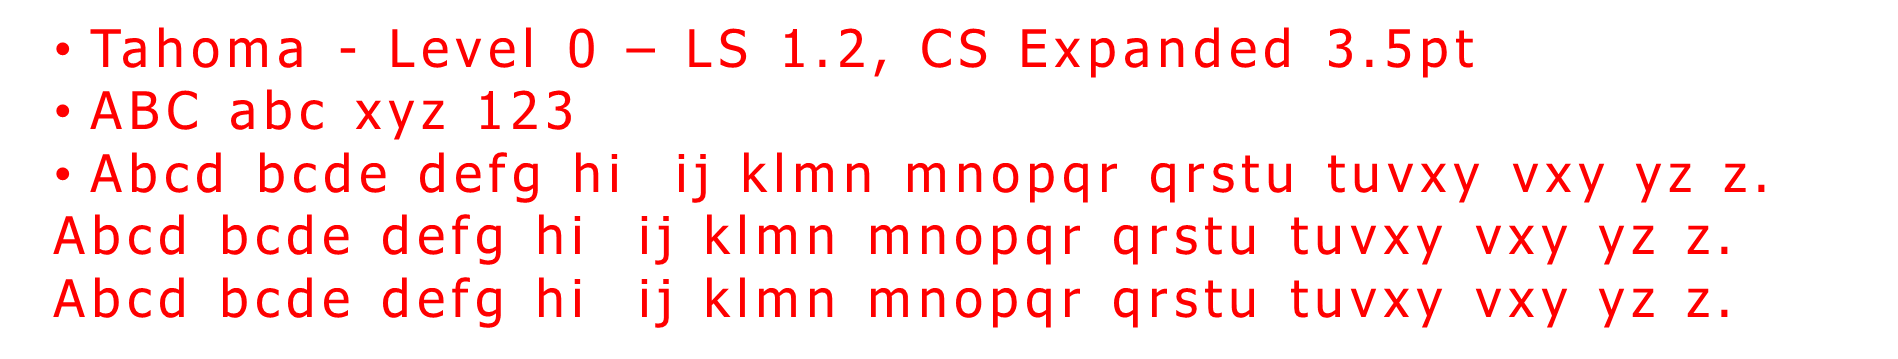 • Tahoma - Level 0 – LS 1.2, CS Expanded 3.5pt
• ABC abc xyz 123
• Abcd bcde defg hi  ij klmn mnopqr qrstu tuvxy vxy yz z.
Abcd bcde defg hi  ij klmn mnopqr qrstu tuvxy vxy yz z.
Abcd bcde defg hi  ij klmn mnopqr qrstu tuvxy vxy yz z.